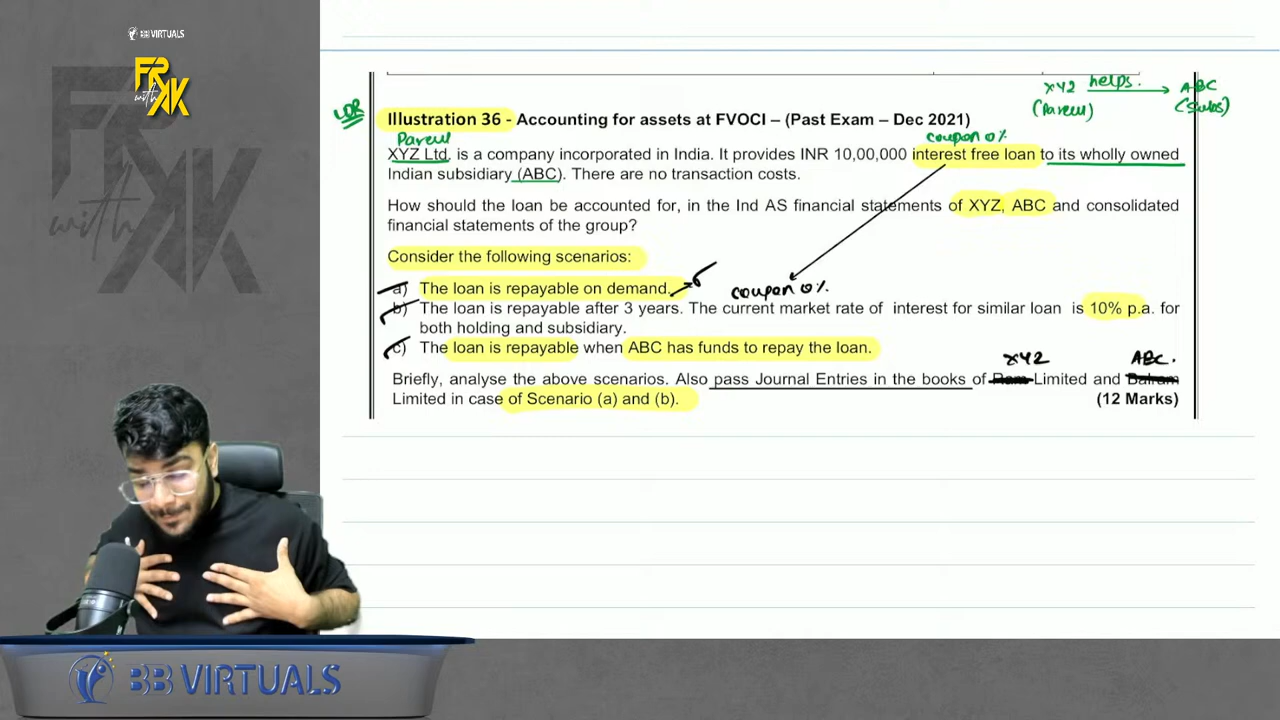 BB VIRTUALS
FR
with
KK
FR
with
KK
XYZ helps. ABC
(Parent) (Subs)
LDR
Illustration 36 - Accounting for assets at FVOCI – (Past Exam – Dec 2021)
Parent coupon 0%
XYZ Ltd. is a company incorporated in India. It provides INR 10,00,000 interest free loan to its wholly owned
Indian subsidiary (ABC). There are no transaction costs.
How should the loan be accounted for, in the Ind AS financial statements of XYZ, ABC and consolidated
financial statements of the group?
Consider the following scenarios:
a) The loan is repayable on demand.
coupon 0%.
b) The loan is repayable after 3 years. The current market rate of interest for similar loan is 10% p.a. for
both holding and subsidiary.
c) The loan is repayable when ABC has funds to repay the loan.
XYZ ABC.
Briefly, analyse the above scenarios. Also pass Journal Entries in the books of Ram Limited and Balram
Limited in case of Scenario (a) and (b). (12 Marks)
BB VIRTUALS